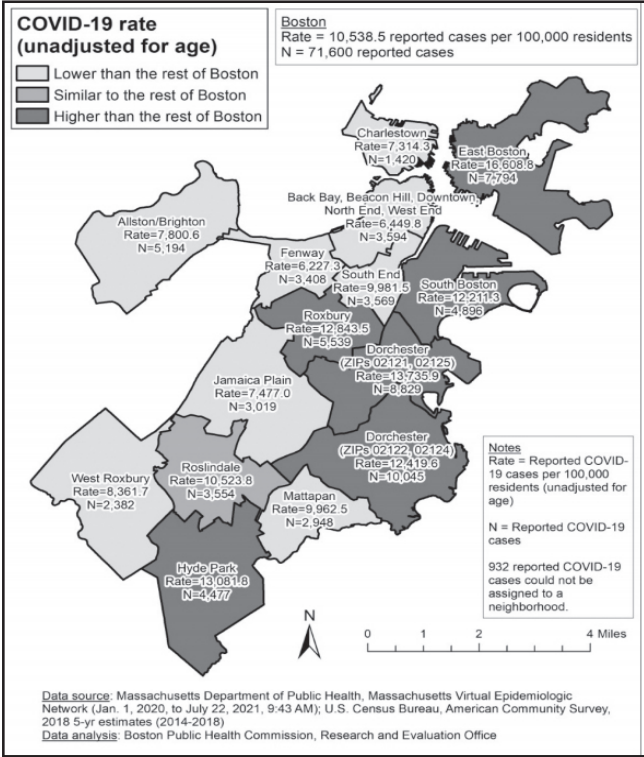 COVID-19 rate
(unadjusted for age)
Lower than the rest of Boston
Similar to the rest of Boston
Higher than the rest of Boston
Boston
Rate = 10,538.5 reported cases per 100,000 residents
N = 71,600 reported cases
Charlestown
Rate=7,314.3
N=1,420
East Boston
Rate=16,608.8
N=7,794
Back Bay, Beacon Hill, Downtown,
North End, West End
Rate=6,449.8
N=3,594
Allston/Brighton
Rate=7,800.6
N=5,194
Fenway
Rate=6,227.3
N=3,408
South End
Rate=9,981.5
N=3,569
South Boston
Rate=12,211.3
N=4,896
Roxbury
Rate=12,843.5
N=5,539
Dorchester
(ZIPs 02121, 02125)
Rate=13,735.9
N=8,829
Jamaica Plain
Rate=7,477.0
N=3,019
Dorchester
(ZIPs 02122, 02124)
Rate=12,419.6
N=10,045
West Roxbury
Rate=8,361.7
N=2,382
Roslindale
Rate=10,523.8
N=3,554
Mattapan
Rate=9,962.5
N=2,948
Hyde Park
Rate=13,081.8
N=4,477
Notes
Rate = Reported COVID-
19 cases per 100,000
residents (unadjusted for
age)
N = Reported COVID-19
cases
932 reported COVID-19
cases could not be
assigned to a
neighborhood.
N
0 1 2 4 Miles
Data source: Massachusetts Department of Public Health, Massachusetts Virtual Epidemiologic
Network (Jan. 1, 2020, to July 22, 2021, 9:43 AM); U.S. Census Bureau, American Community Survey,
2018 5-yr estimates (2014-2018)
Data analysis: Boston Public Health Commission, Research and Evaluation Office